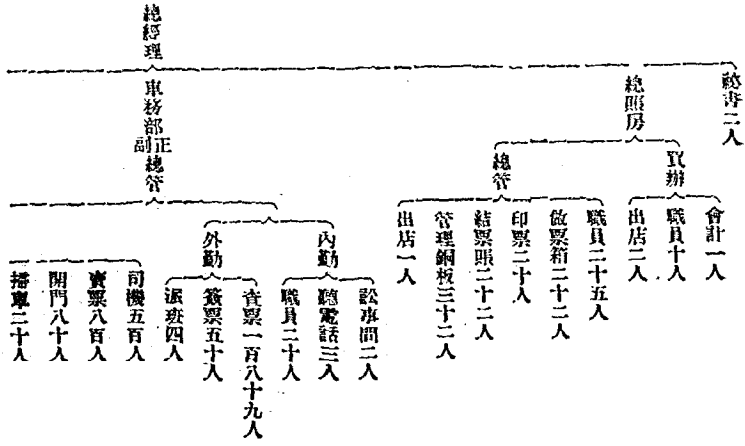 總經理
秘書二人
總賬房
買辦
會計一人
職員十人
出店二人
總管
職員二十五人
啟票箱二十二人
印票二十人
結票頭二十二人
管理銅板三十二人
出店一人
車務部正副總管
內勤
訟事間二人
聽電話三人
職員二十人
外勤
查票一百八十九人
簽票五十人
派班四人
司機五百人
賣票八百人
開門八十人
掃車二十人